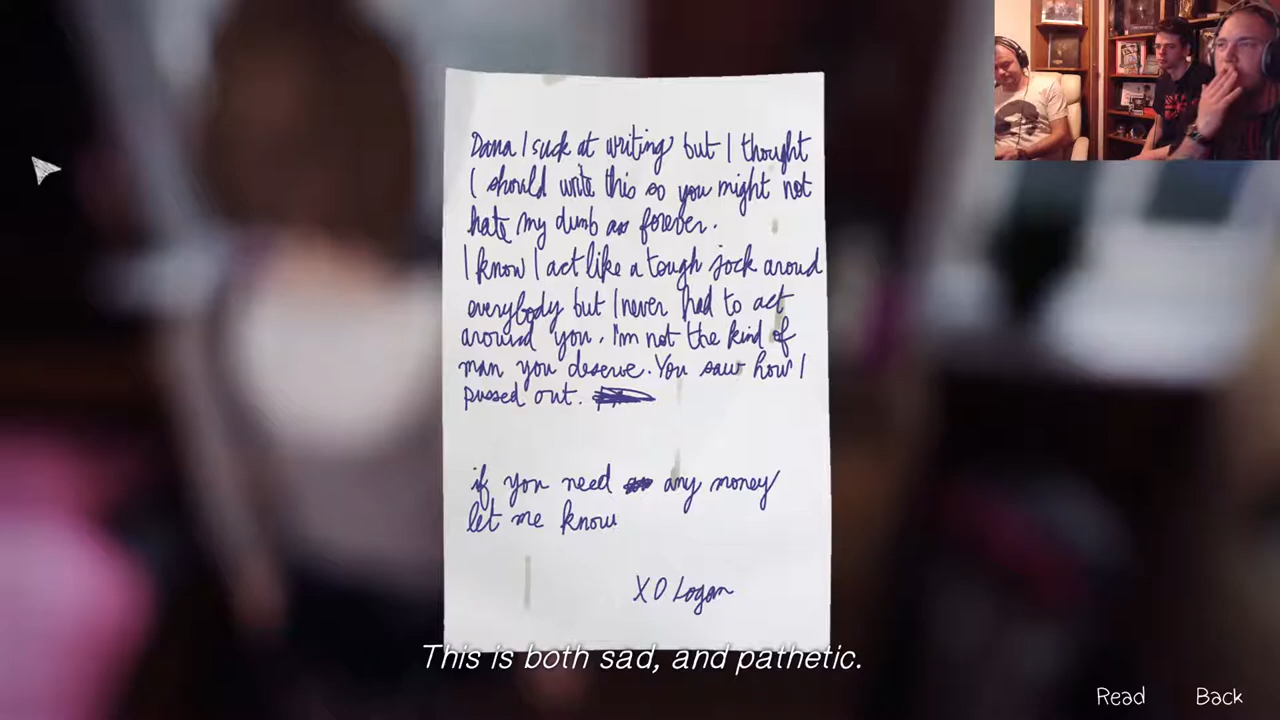 Dana I suck at writing but I thought
I should write this so you might not
hate my dumb ass forever.
I know I act like a tough jock aroud
everybody but I never had to act
around you. I'm not the kind of
man you deserve. You saw how I
pussed out.
if you need any money
let me know
XO Logan
This is both sad, and pathetic.
Read
Back